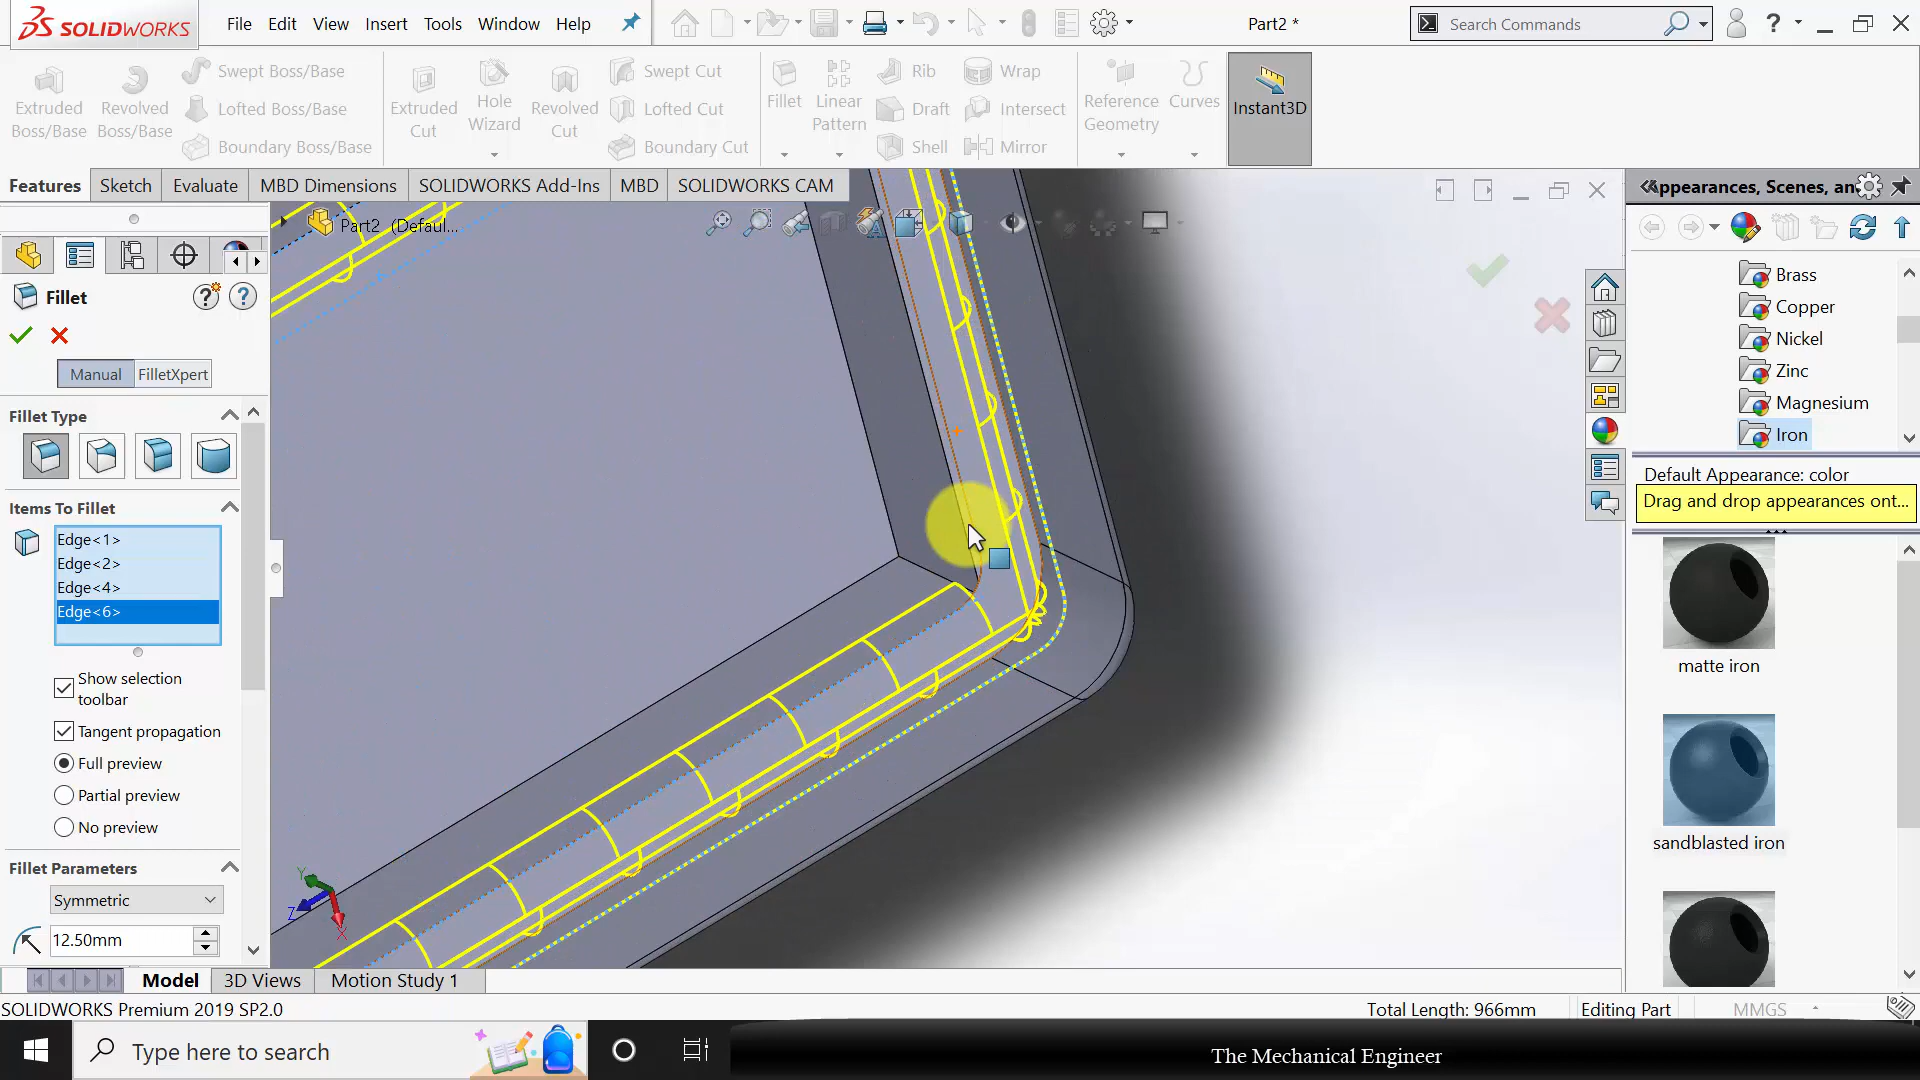 SOLIDWORKS
File Edit View Insert Tools Window Help
Part2 *
Search Commands
?
Extruded Boss/Base
Revolved Boss/Base
Swept Boss/Base
Lofted Boss/Base
Boundary Boss/Base
Extruded Cut
Hole Wizard
Revolved Cut
Swept Cut
Lofted Cut
Boundary Cut
Fillet
Linear Pattern
Rib
Draft
Shell
Wrap
Intersect
Mirror
Reference Geometry
Curves
Instant3D
Features Sketch Evaluate MBD Dimensions SOLIDWORKS Add-Ins MBD SOLIDWORKS CAM
Part2 (Defaul...
Fillet
Manual FilletXpert
Fillet Type
Items To Fillet
Edge<1>
Edge<2>
Edge<4>
Edge<6>
Show selection
toolbar
Tangent propagation
Full preview
Partial preview
No preview
Fillet Parameters
Symmetric
12.50mm
Y
Z
X
Appearances, Scenes, an
Brass
Copper
Nickel
Zinc
Magnesium
Iron
Default Appearance: color
Drag and drop appearances ont...
matte iron
sandblasted iron
Model 3D Views Motion Study 1
SOLIDWORKS Premium 2019 SP2.0
Total Length: 966mm Editing Part MMGS
Type here to search
The Mechanical Engineer